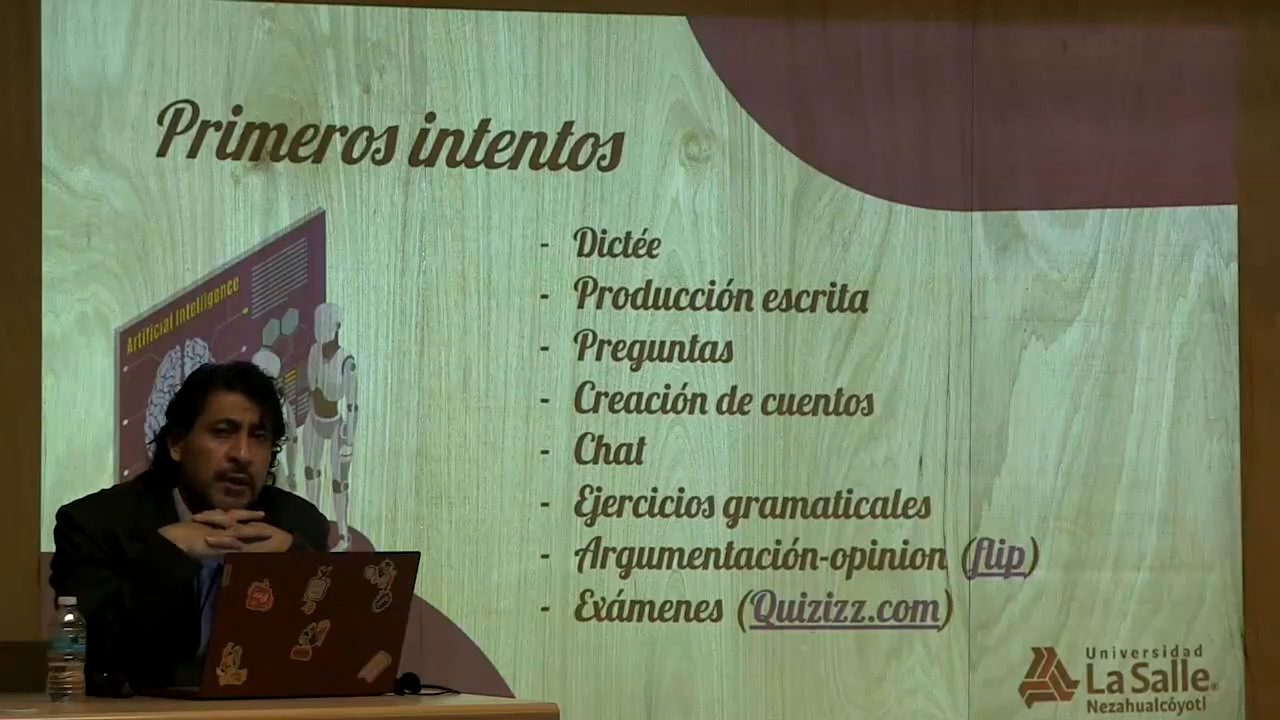 Primeros intentos
Artificial Intelligence
- Dictée
- Producción escrita
- Preguntas
- Creación de cuentos
- Chat
- Ejercicios gramaticales
- Argumentación-opinion (flip)
- Exámenes (Quizizz.com)
Universidad
La Salle
Nezahualcóyotl